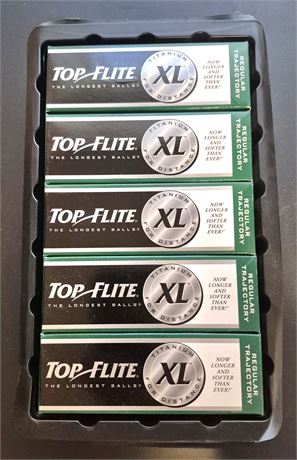 TOP-FLITE
THE LONGEST BALLS!
TITANIUM
XL
FOR DISTANCE
NOW
LONGER
AND
SOFTER
THAN
EVER!
REGULAR
TRAJECTORY
TOP-FLITE
THE LONGEST BALLS!
TITANIUM
XL
FOR DISTANCE
NOW
LONGER
AND
SOFTER
THAN
EVER!
REGULAR
TRAJECTORY
TOP-FLITE
THE LONGEST BALLS!
TITANIUM
XL
FOR DISTANCE
NOW
LONGER
AND
SOFTER
THAN
EVER!
REGULAR
TRAJECTORY
TOP-FLITE
THE LONGEST BALLS!
TITANIUM
XL
FOR DISTANCE
NOW
LONGER
AND
SOFTER
THAN
EVER!
REGULAR
TRAJECTORY
TOP-FLITE
THE LONGEST BALLS!
TITANIUM
XL
FOR DISTANCE
NOW
LONGER
AND
SOFTER
THAN
EVER!
REGULAR
TRAJECTORY